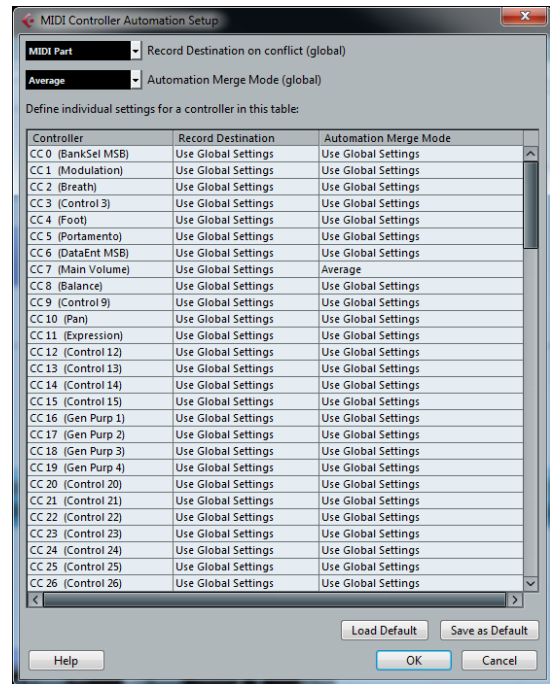 MIDI Controller Automation Setup
MIDI Part Record Destination on conflict (global)
Average Automation Merge Mode (global)
Define individual settings for a controller in this table:
Controller Record Destination Automation Merge Mode
CC 0 (BankSel MSB) Use Global Settings Use Global Settings
CC 1 (Modulation) Use Global Settings Use Global Settings
CC 2 (Breath) Use Global Settings Use Global Settings
CC 3 (Control 3) Use Global Settings Use Global Settings
CC 4 (Foot) Use Global Settings Use Global Settings
CC 5 (Portamento) Use Global Settings Use Global Settings
CC 6 (DataEnt MSB) Use Global Settings Use Global Settings
CC 7 (Main Volume) Use Global Settings Average
CC 8 (Balance) Use Global Settings Use Global Settings
CC 9 (Control 9) Use Global Settings Use Global Settings
CC 10 (Pan) Use Global Settings Use Global Settings
CC 11 (Expression) Use Global Settings Use Global Settings
CC 12 (Control 12) Use Global Settings Use Global Settings
CC 13 (Control 13) Use Global Settings Use Global Settings
CC 14 (Control 14) Use Global Settings Use Global Settings
CC 15 (Control 15) Use Global Settings Use Global Settings
CC 16 (Gen Purp 1) Use Global Settings Use Global Settings
CC 17 (Gen Purp 2) Use Global Settings Use Global Settings
CC 18 (Gen Purp 3) Use Global Settings Use Global Settings
CC 19 (Gen Purp 4) Use Global Settings Use Global Settings
CC 20 (Control 20) Use Global Settings Use Global Settings
CC 21 (Control 21) Use Global Settings Use Global Settings
CC 22 (Control 22) Use Global Settings Use Global Settings
CC 23 (Control 23) Use Global Settings Use Global Settings
CC 24 (Control 24) Use Global Settings Use Global Settings
CC 25 (Control 25) Use Global Settings Use Global Settings
CC 26 (Control 26) Use Global Settings Use Global Settings
Load Default Save as Default
Help OK Cancel